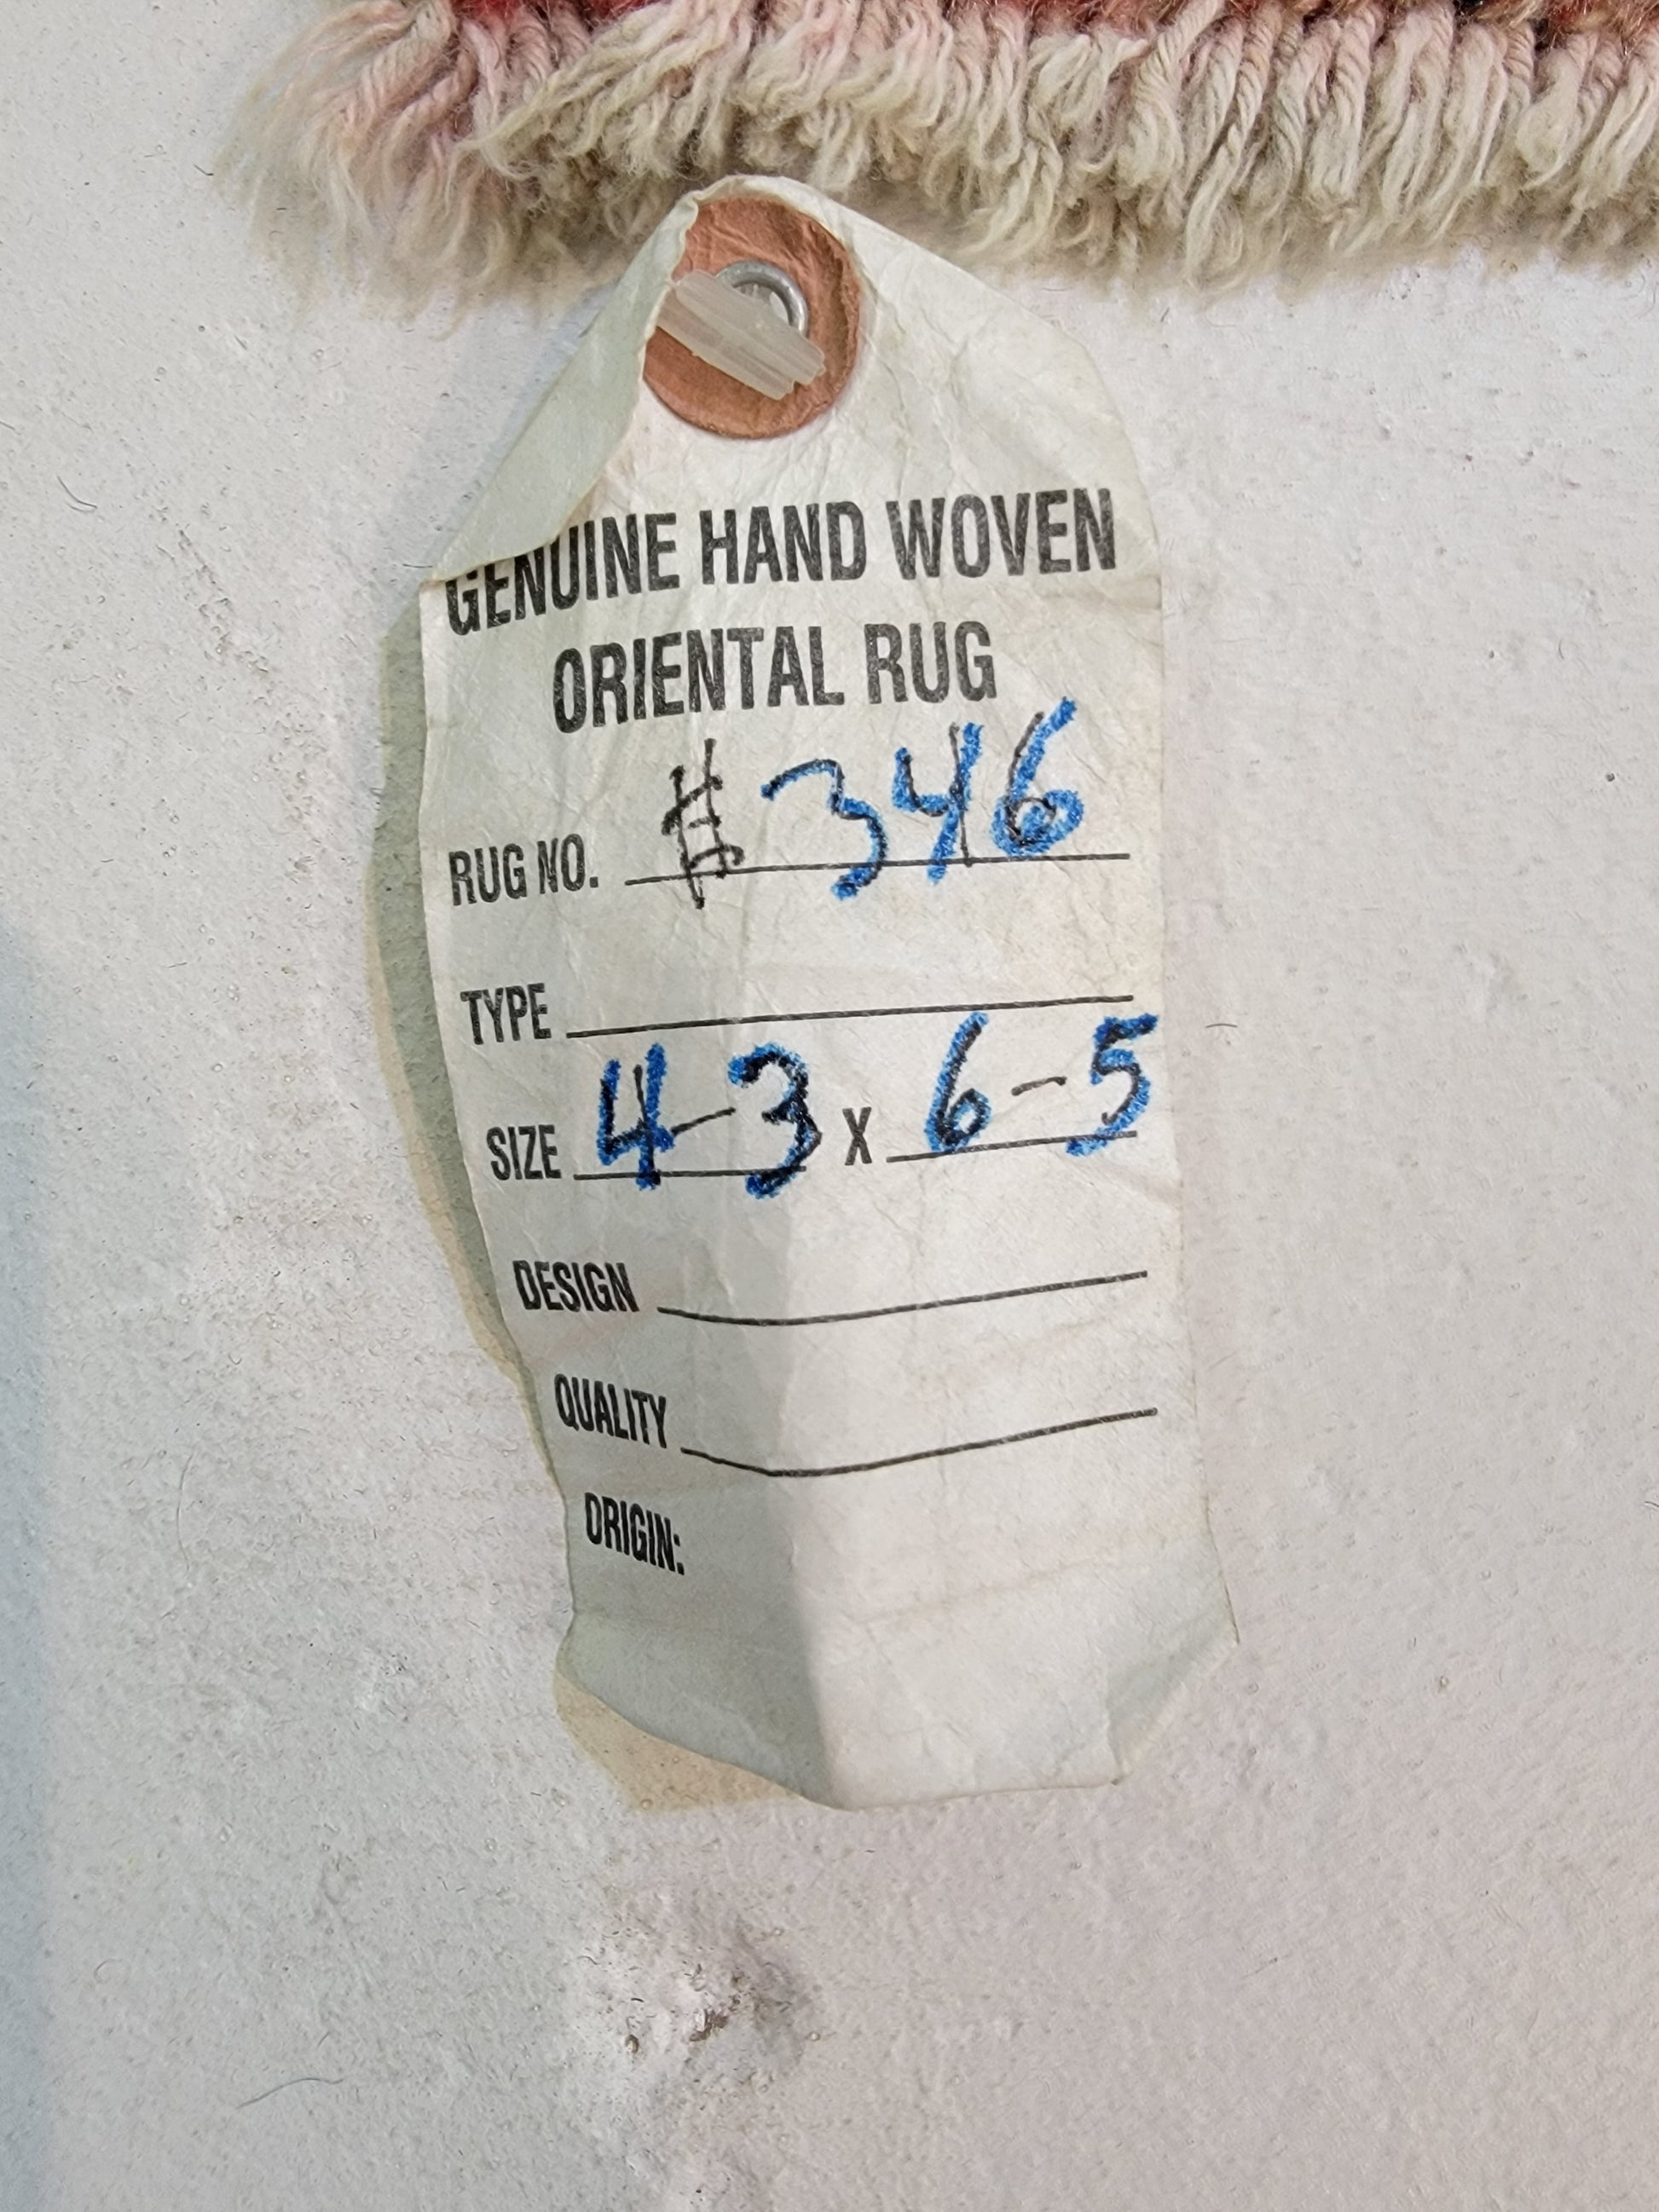 GENUINE HAND WOVEN
ORIENTAL RUG
RUG NO. # 346
TYPE
SIZE 4-3 X 6-5
DESIGN
QUALITY
ORIGIN: